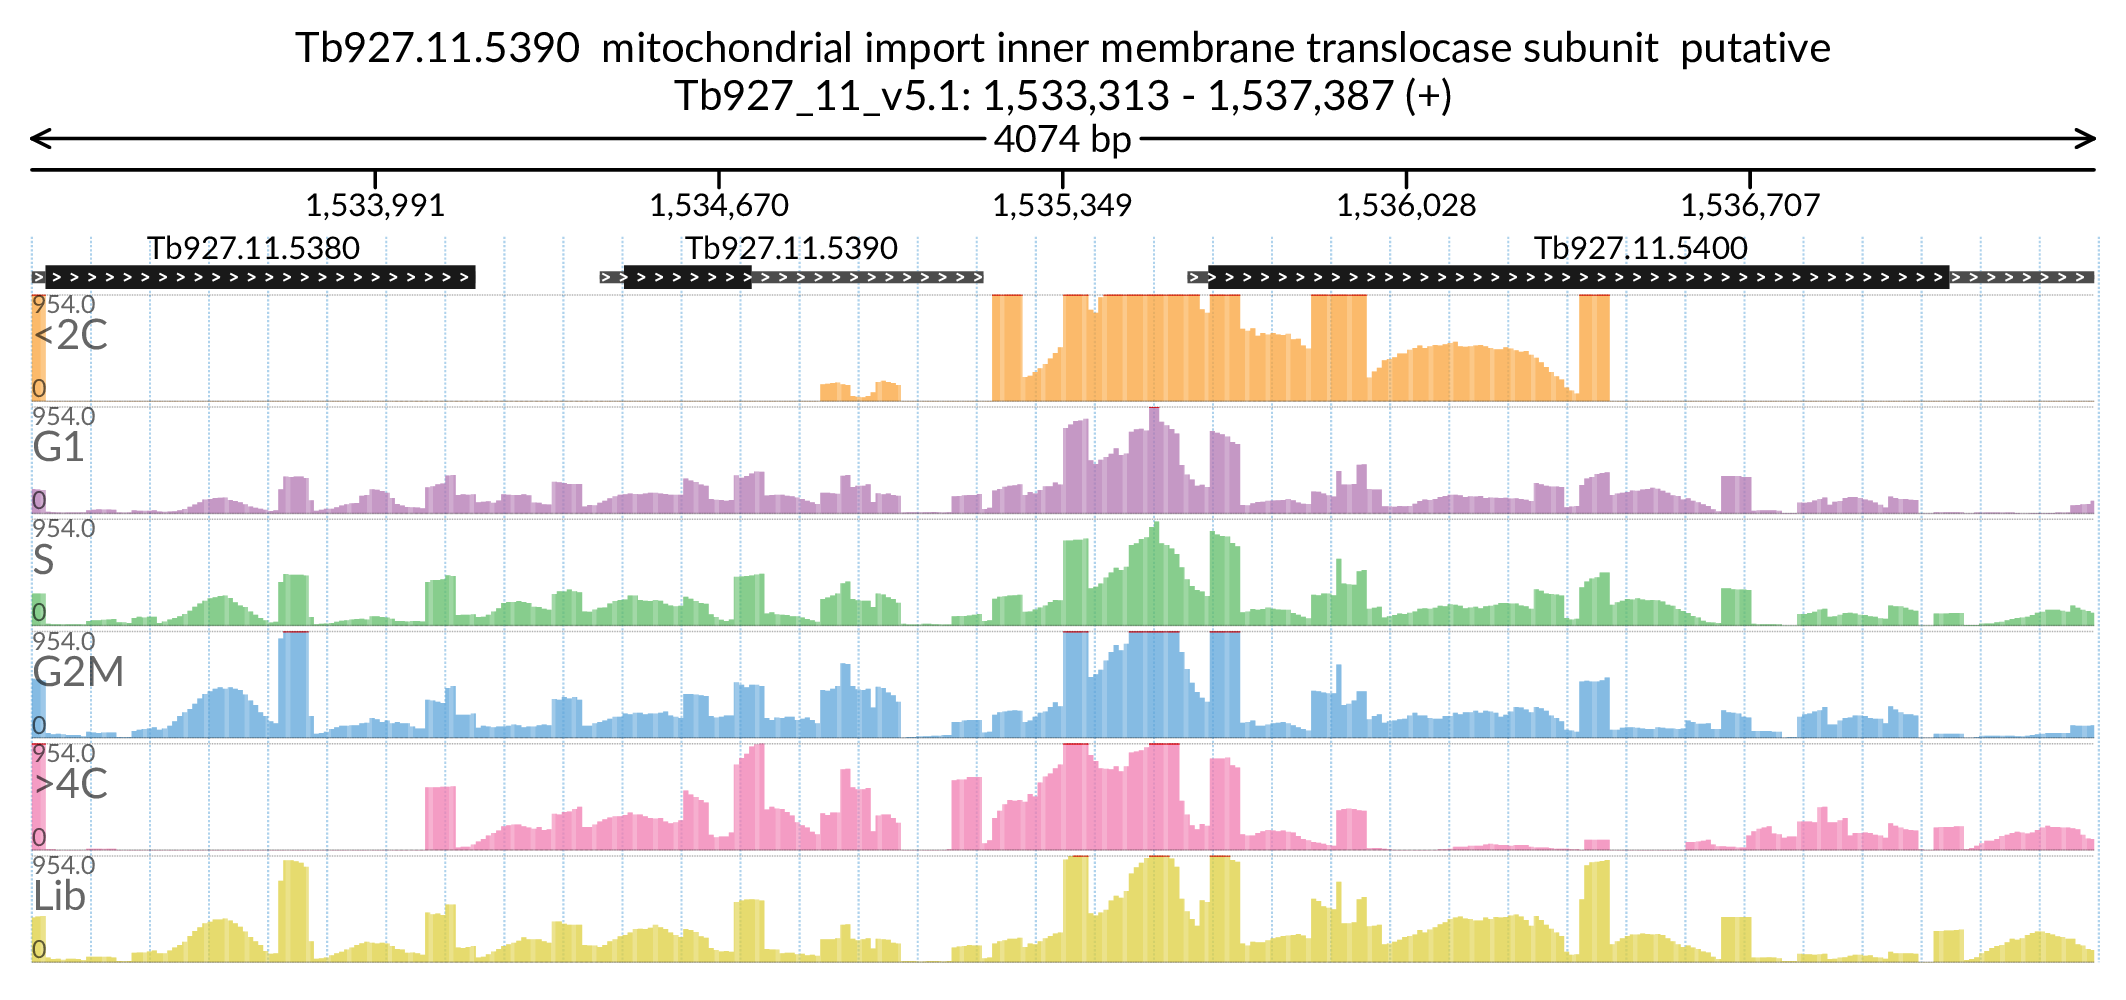 Tb927.11.5390  mitochondrial import inner membrane translocase subunit  putative
Tb927_11_v5.1: 1,533,313 - 1,537,387 (+)
4074 bp
1,533,991 1,534,670 1,535,349 1,536,028 1,536,707
Tb927.11.5380 Tb927.11.5390 Tb927.11.5400
954.0
<2C
0
954.0
G1
0
954.0
S
0
954.0
G2M
0
954.0
>4C
0
954.0
Lib
0